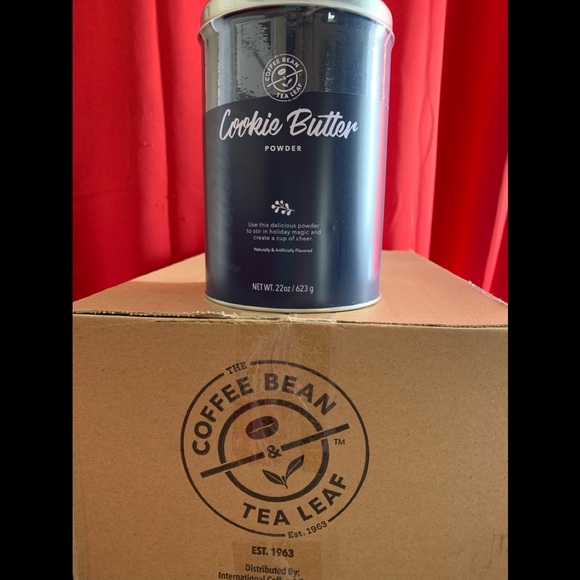 COFFEE BEAN
&
TEA LEAF
Cookie Butter
POWDER
Use this delicious powder
to stir in holiday magic and
create a cup of cheer.
Naturally & Artificially Flavored
NET WT. 22oz / 623 g
THE
COFFEE BEAN
&
TM
TEA LEAF
Est. 1963
EST. 1963
Distributed By:
International